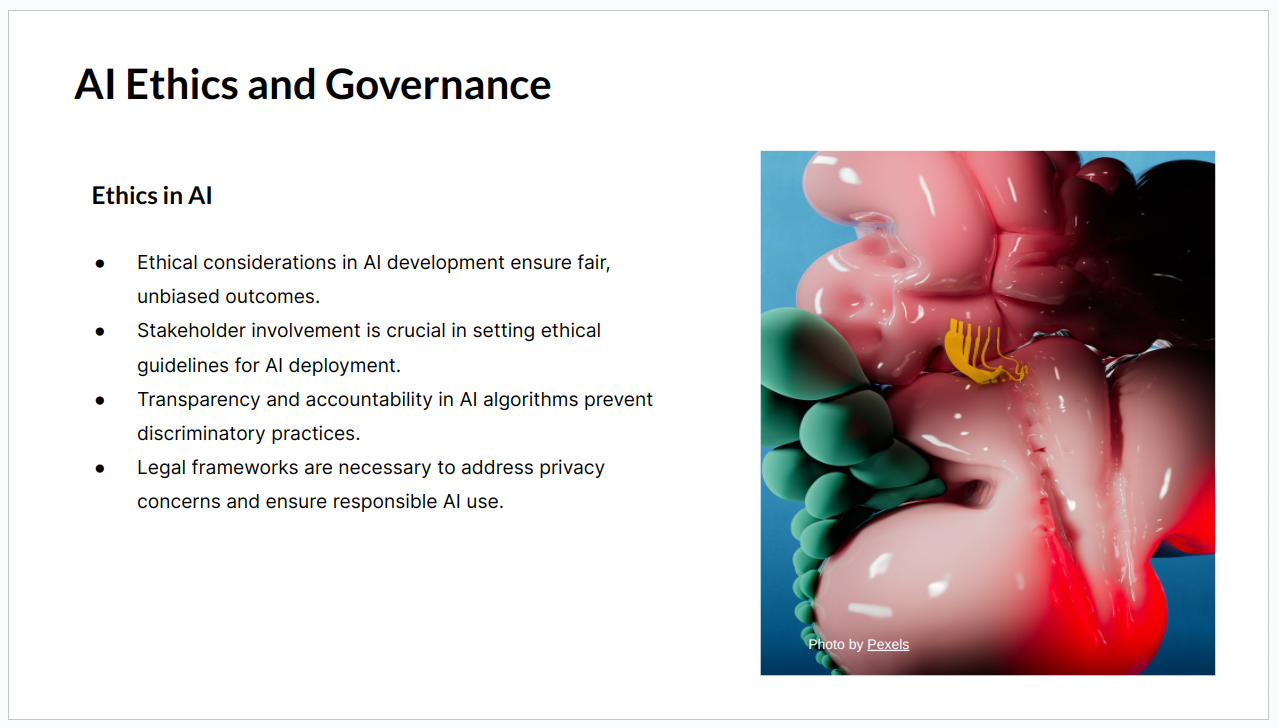 AI Ethics and Governance
Ethics in AI
● Ethical considerations in AI development ensure fair,
unbiased outcomes.
● Stakeholder involvement is crucial in setting ethical
guidelines for AI deployment.
● Transparency and accountability in AI algorithms prevent
discriminatory practices.
● Legal frameworks are necessary to address privacy
concerns and ensure responsible AI use.
Photo by Pexels